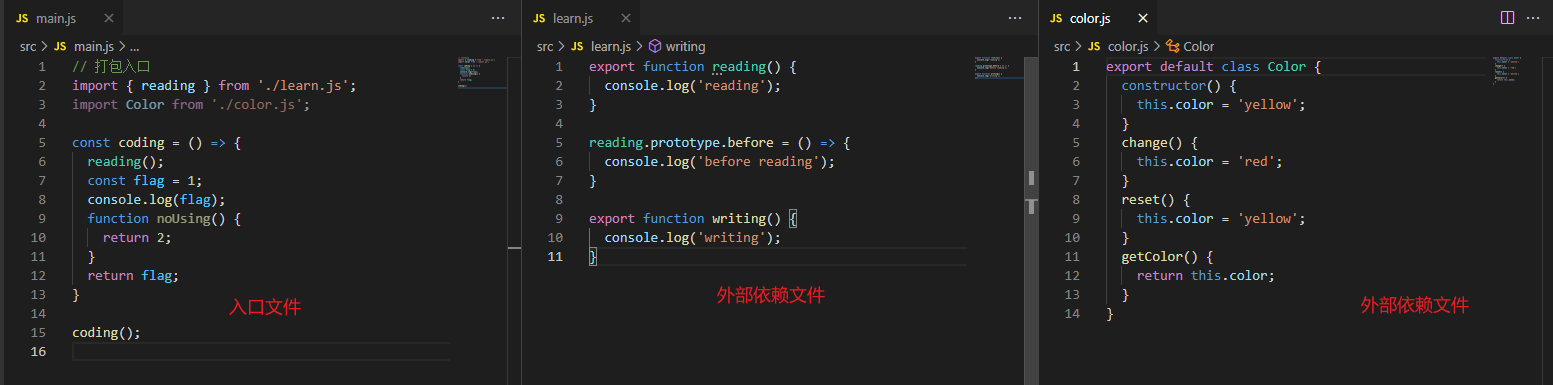 JS main.js × ···
src > JS main.js > ...
1 // 打包入口
2 import { reading } from './learn.js';
3 import Color from './color.js';
4
5 const coding = () => {
6   reading();
7   const flag = 1;
8   console.log(flag);
9   function noUsing() {
10     return 2;
11   }
12   return flag;
13 }
入口文件
14
15 coding();
16
JS learn.js × ···
src > JS learn.js > writing
1 export function reading() {
2   console.log('reading');
3 }
4
5 reading.prototype.before = () => {
6   console.log('before reading');
7 }
8
9 export function writing() {
10   console.log('writing');
11 }
外部依赖文件
JS color.js × ···
src > JS color.js > Color
1 export default class Color {
2   constructor() {
3     this.color = 'yellow';
4   }
5   change() {
6     this.color = 'red';
7   }
8   reset() {
9     this.color = 'yellow';
10   }
11   getColor() {
12     return this.color;
13   }
14 }
外部依赖文件